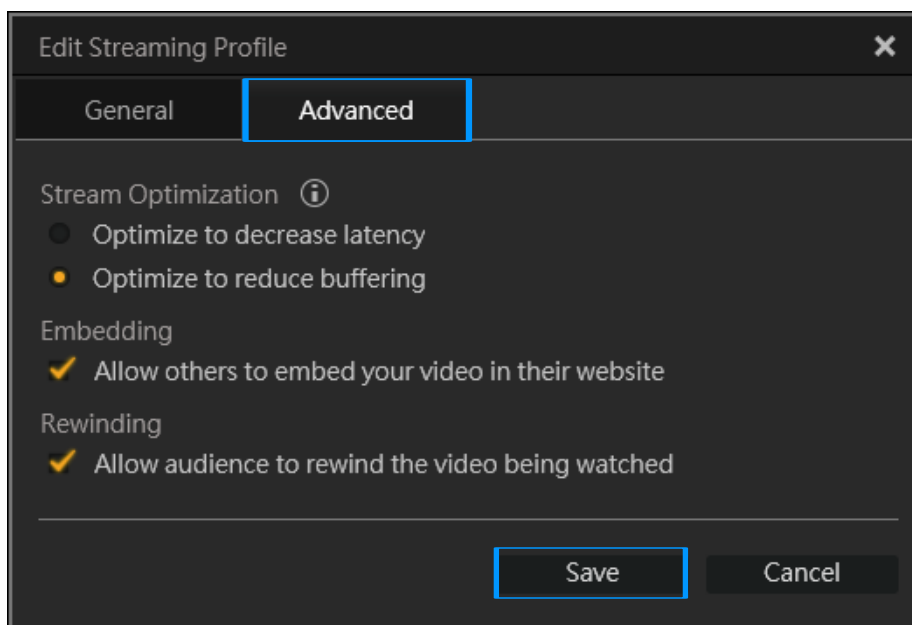 Edit Streaming Profile
General
Advanced
Stream Optimization
Optimize to decrease latency
Optimize to reduce buffering
Embedding
Allow others to embed your video in their website
Rewinding
Allow audience to rewind the video being watched
Save
Cancel